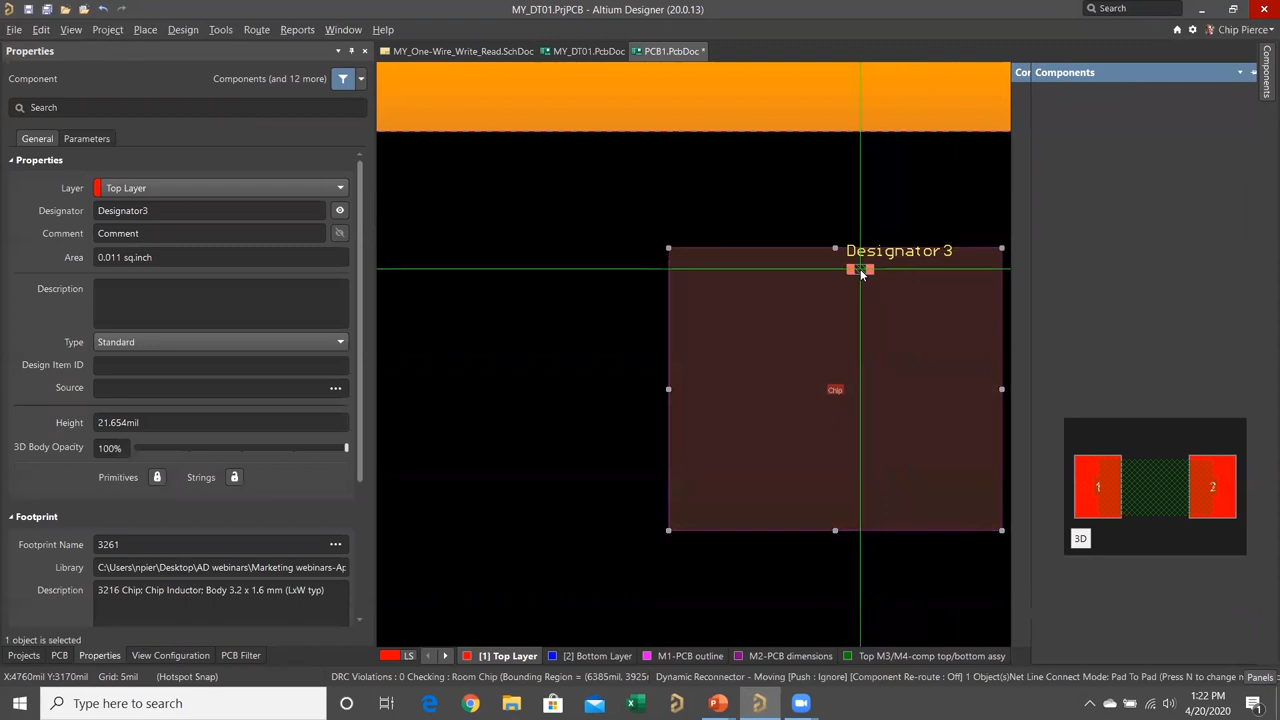 MY_DT01.PrjPCB - Altium Designer (20.0.13)
Search
File Edit View Project Place Design Tools Route Reports Window Help
Chip Pierce
Properties
MY_One-Wire_Write_Read.SchDoc
MY_DT01.PcbDoc
PCB1.PcbDoc *
Components
Components
Component
Components (and 12 more)
Search
General
Parameters
Properties
Layer
Top Layer
Designator
Designator3
Comment
Comment
Area
0.011 sq.inch
Description
Type
Standard
Design Item ID
Source
Height
21.654mil
3D Body Opacity
100%
Primitives
Strings
Footprint
Footprint Name
3261
Library
C:\Users\npier\Desktop\AD webinars\Marketing webinars-Ap
Description
3216 Chip; Chip Inductor; Body 3.2 x 1.6 mm (LxW typ)
1 object is selected
Projects PCB Properties View Configuration PCB Filter
Designator3
Chip
1
2
3D
LS
[1] Top Layer
[2] Bottom Layer
M1-PCB outline
M2-PCB dimensions
Top M3/M4-comp top/bottom assy
X:4760mil Y:3170mil Grid: 5mil (Hotspot Snap)
DRC Violations: 0 Checking : Room Chip (Bounding Region = (6385mil, 3925m
Dynamic Reconnector - Moving [Push : Ignore] (Component Re-route : Off] 1 Object(s) Net Line Connect Mode: Pad To Pad (Press N to change n
Panels
Type here to search
1:22 PM
4/20/2020